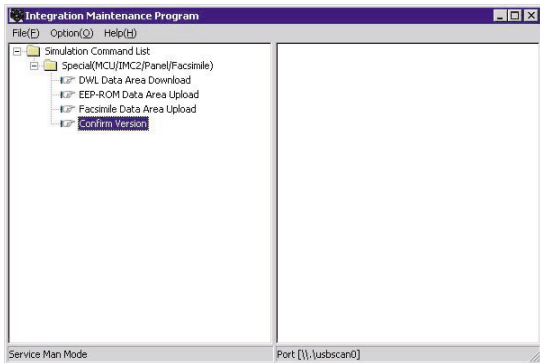 Integration Maintenance Program
File(F) Option(O) Help(H)
Simulation Command List
Special(MCU/IMC2/Panel/Facsimile)
DWL Data Area Download
EEP-ROM Data Area Upload
Facsimile Data Area Upload
Confirm Version
Service Man Mode Port [\\.\usbscan0]